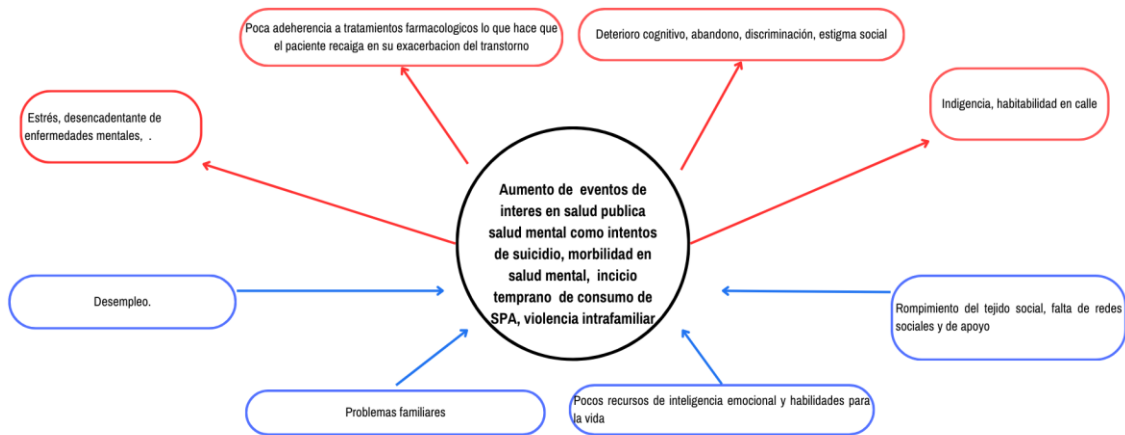 Poca adeherencia a tratamientos farmacologicos lo que hace que
el paciente recaiga en su exacerbacion del transtorno
Deterioro cognitivo, abandono, discriminación, estigma social
Estrés, desencadentante de
enfermedades mentales, .
Indigencia, habitabilidad en calle
Aumento de eventos de
interes en salud publica
salud mental como intentos
de suicidio, morbilidad en
salud mental, incicio
temprano de consumo de
SPA, violencia intrafamiliar
Desempleo.
Rompimiento del tejido social, falta de redes
sociales y de apoyo
Problemas familiares
Pocos recursos de inteligencia emocional y habilidades para
la vida